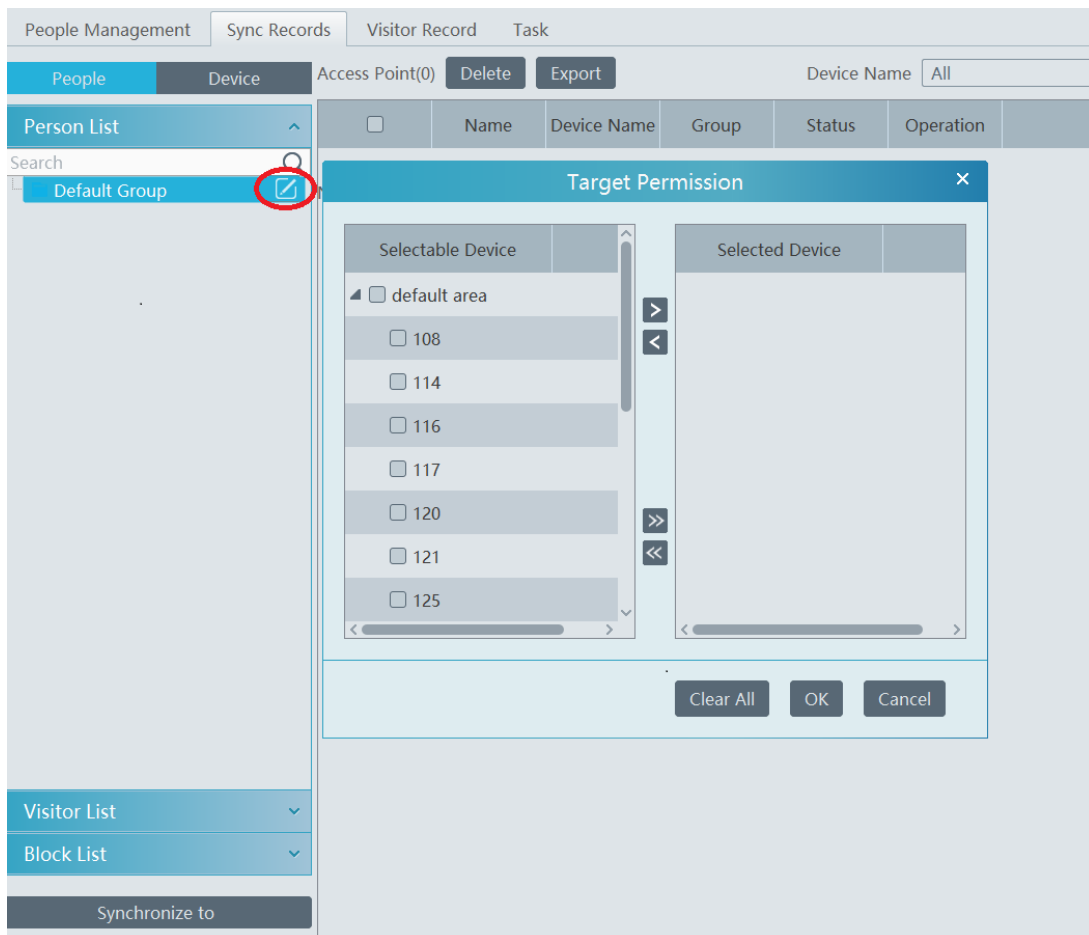 People Management Sync Records Visitor Record Task
People Device Access Point(0) Delete Export Device Name All
Person List Name Device Name Group Status Operation
Search
Default Group
Target Permission
Selectable Device Selected Device
default area
108
114
116
117
120
121
125
Clear All OK Cancel
Visitor List
Block List
Synchronize to